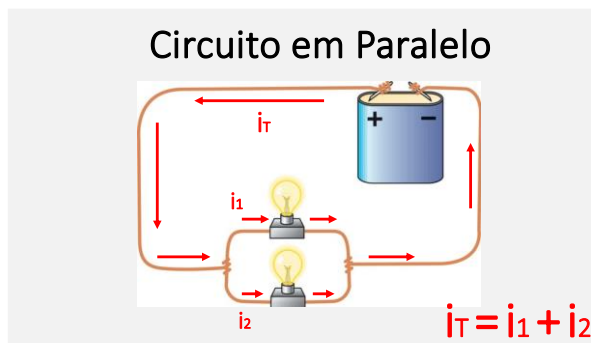 Circuito em Paralelo
+ −
iT
i1
i2
iT = i1 + i2